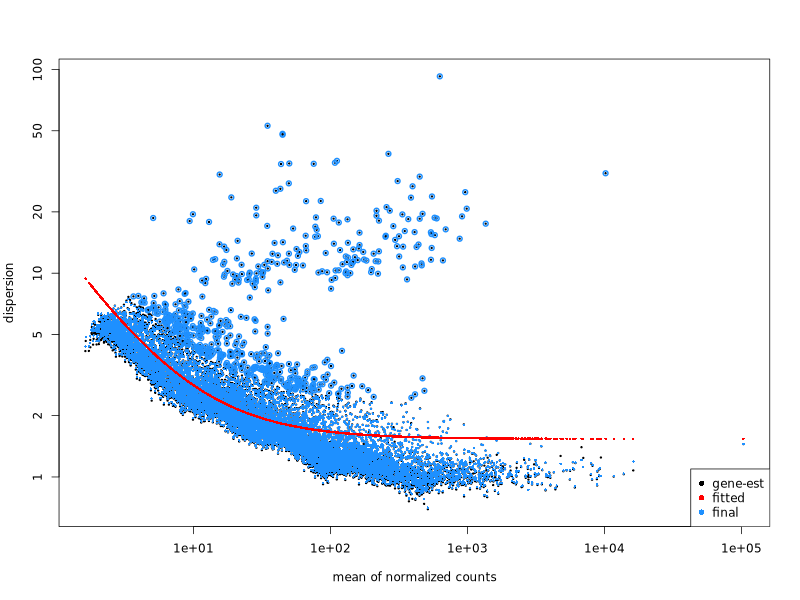 100
50
20
10
5
2
1
dispersion
1e+01
1e+02
1e+03
1e+04
1e+05
mean of normalized counts
gene-est
fitted
final